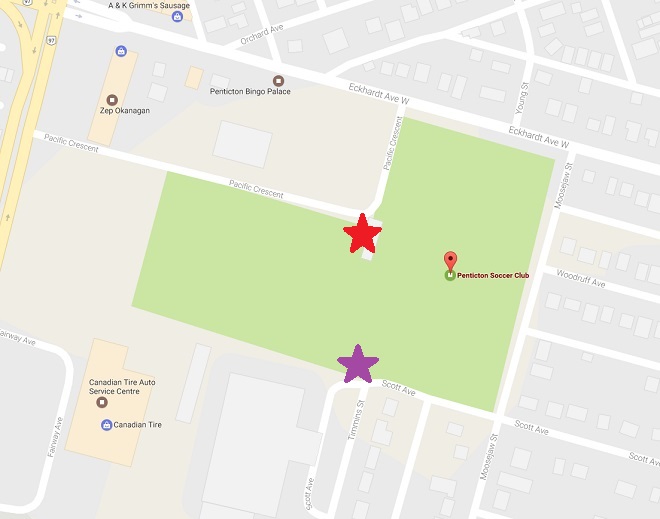 A & K Grimm's Sausage
97
97
Orchard Ave
Penticton Bingo Palace
Zep Okanagan
Eckhardt Ave W
Young St
Eckhardt Ave W
Pacific Crescent
Pacific Crescent
Pacific Crescent
Moosejaw St
Penticton Soccer Club
Woodruff Ave
airway Ave
Canadian Tire Auto
Service Centre
Canadian Tire
Fairway Ave
Scott Ave
Timmins St
Scott Ave
Scott Ave
Moosejaw St
Scott Ave